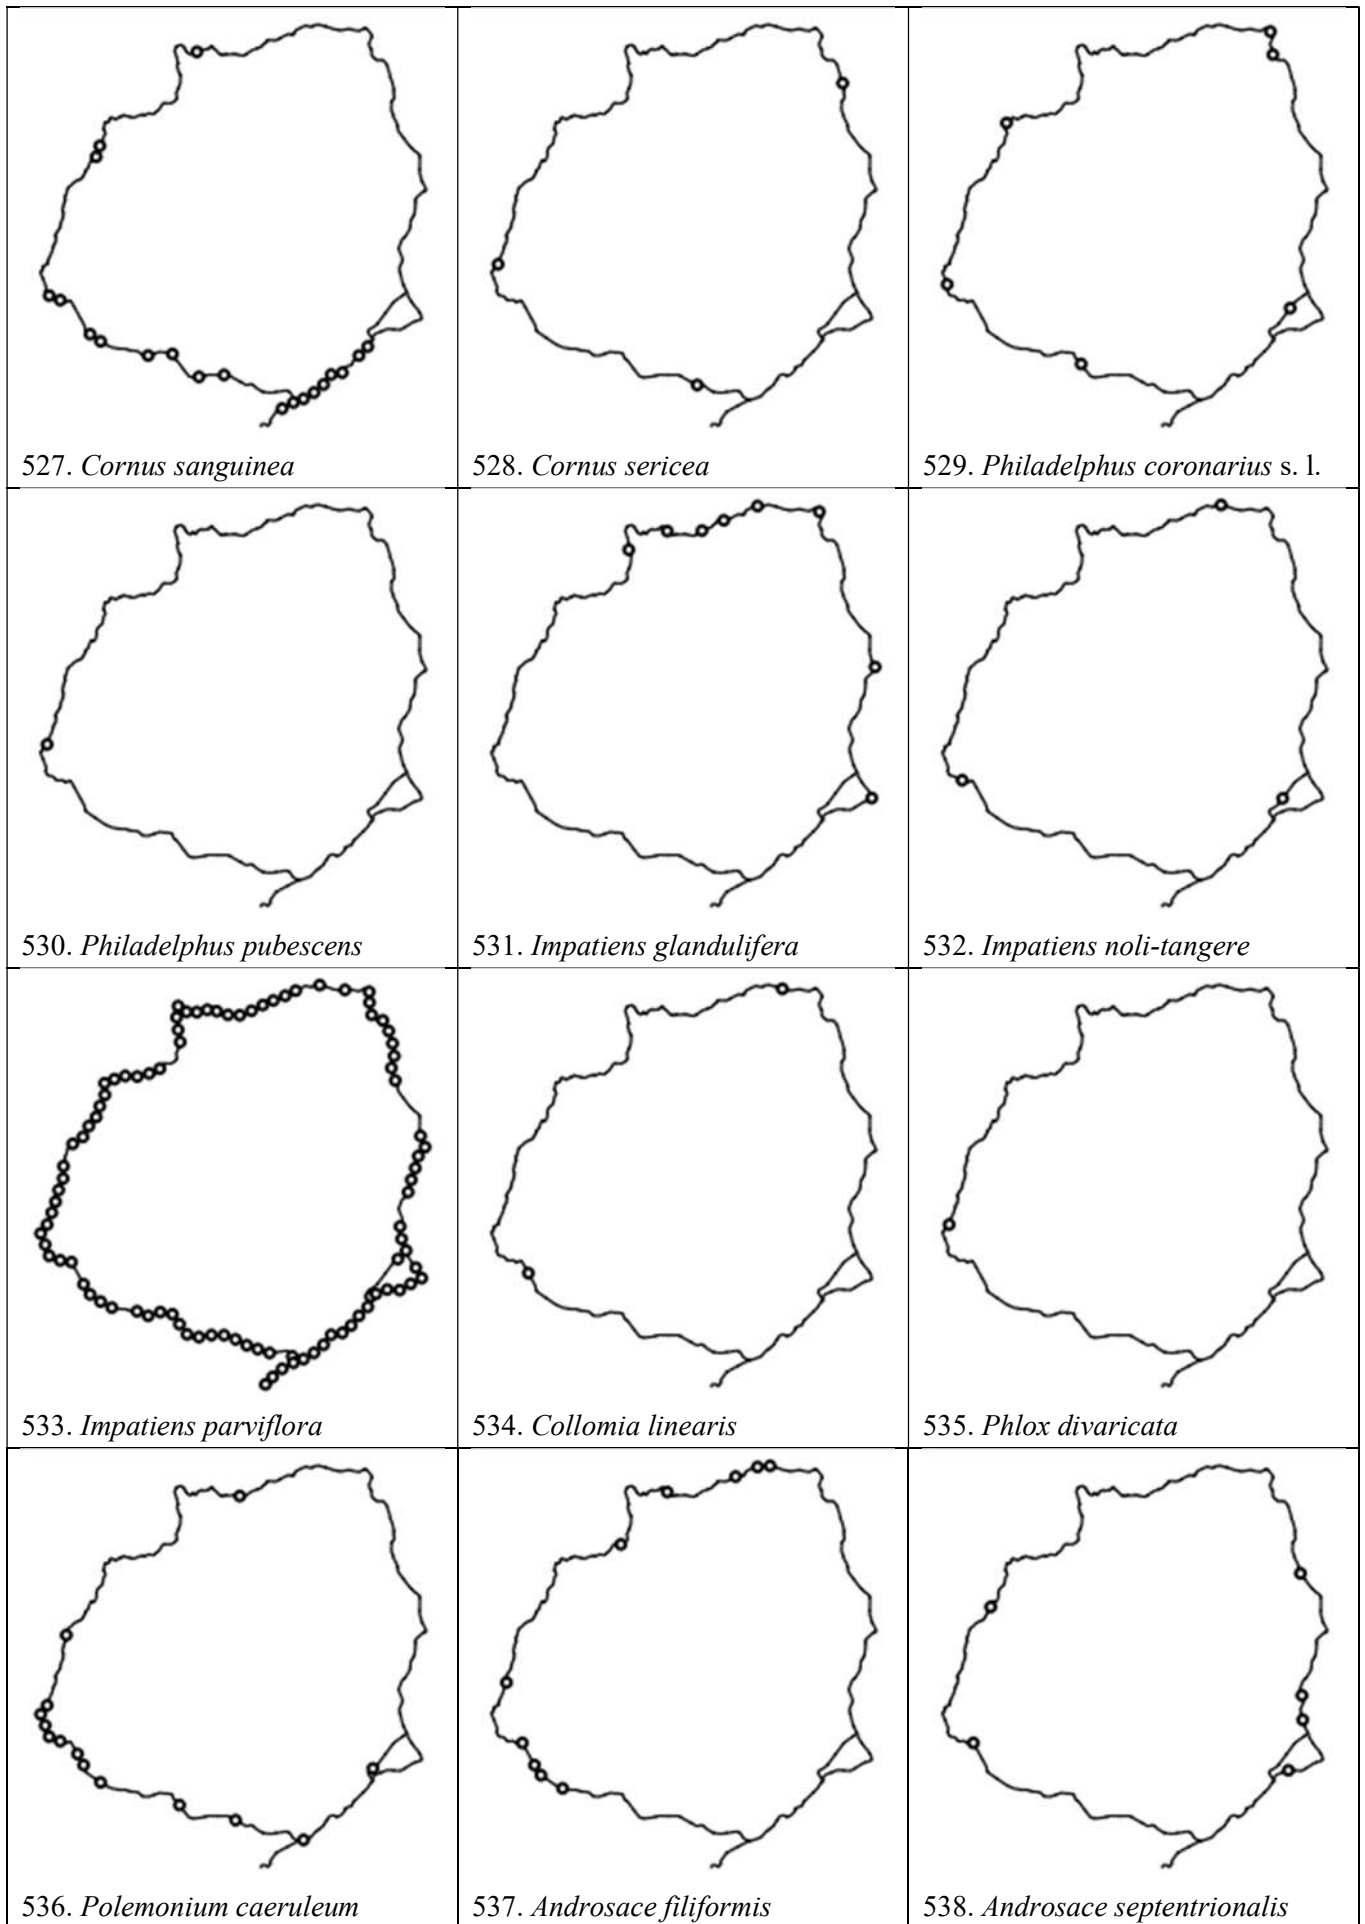 527. Cornus sanguinea
528. Cornus sericea
529. Philadelphus coronarius s. l.
530. Philadelphus pubescens
531. Impatiens glandulifera
532. Impatiens noli-tangere
533. Impatiens parviflora
534. Collomia linearis
535. Phlox divaricata
536. Polemonium caeruleum
537. Androsace filiformis
538. Androsace septentrionalis